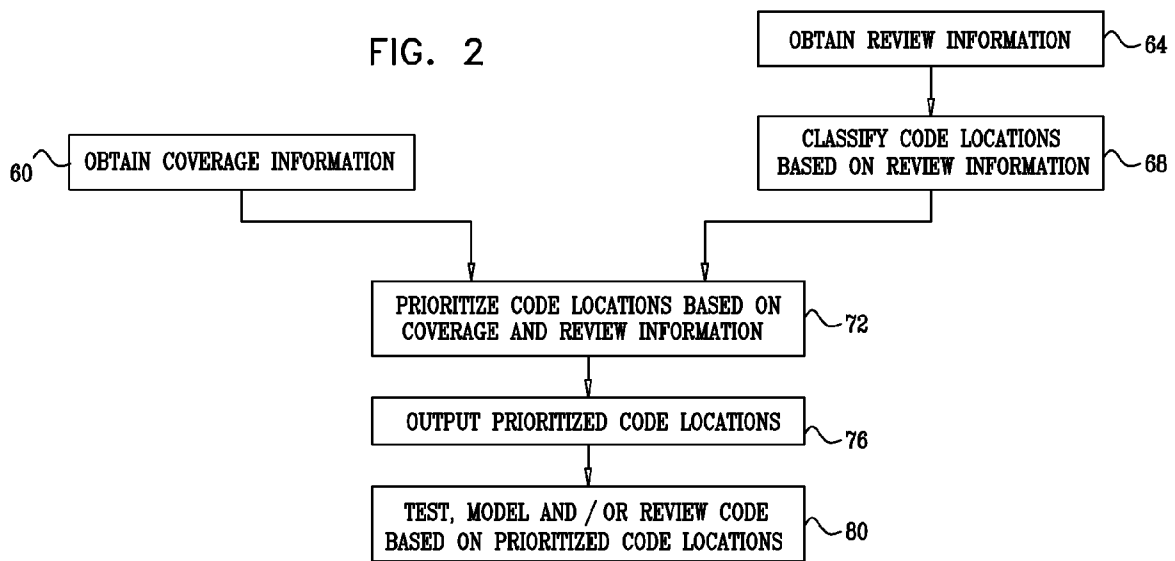 FIG. 2
OBTAIN REVIEW INFORMATION
64
60
OBTAIN COVERAGE INFORMATION
CLASSIFY CODE LOCATIONS
BASED ON REVIEW INFORMATION
68
PRIORITIZE CODE LOCATIONS BASED ON
COVERAGE AND REVIEW INFORMATION
72
OUTPUT PRIORITIZED CODE LOCATIONS
76
TEST, MODEL AND / OR REVIEW CODE
BASED ON PRIORITIZED CODE LOCATIONS
80